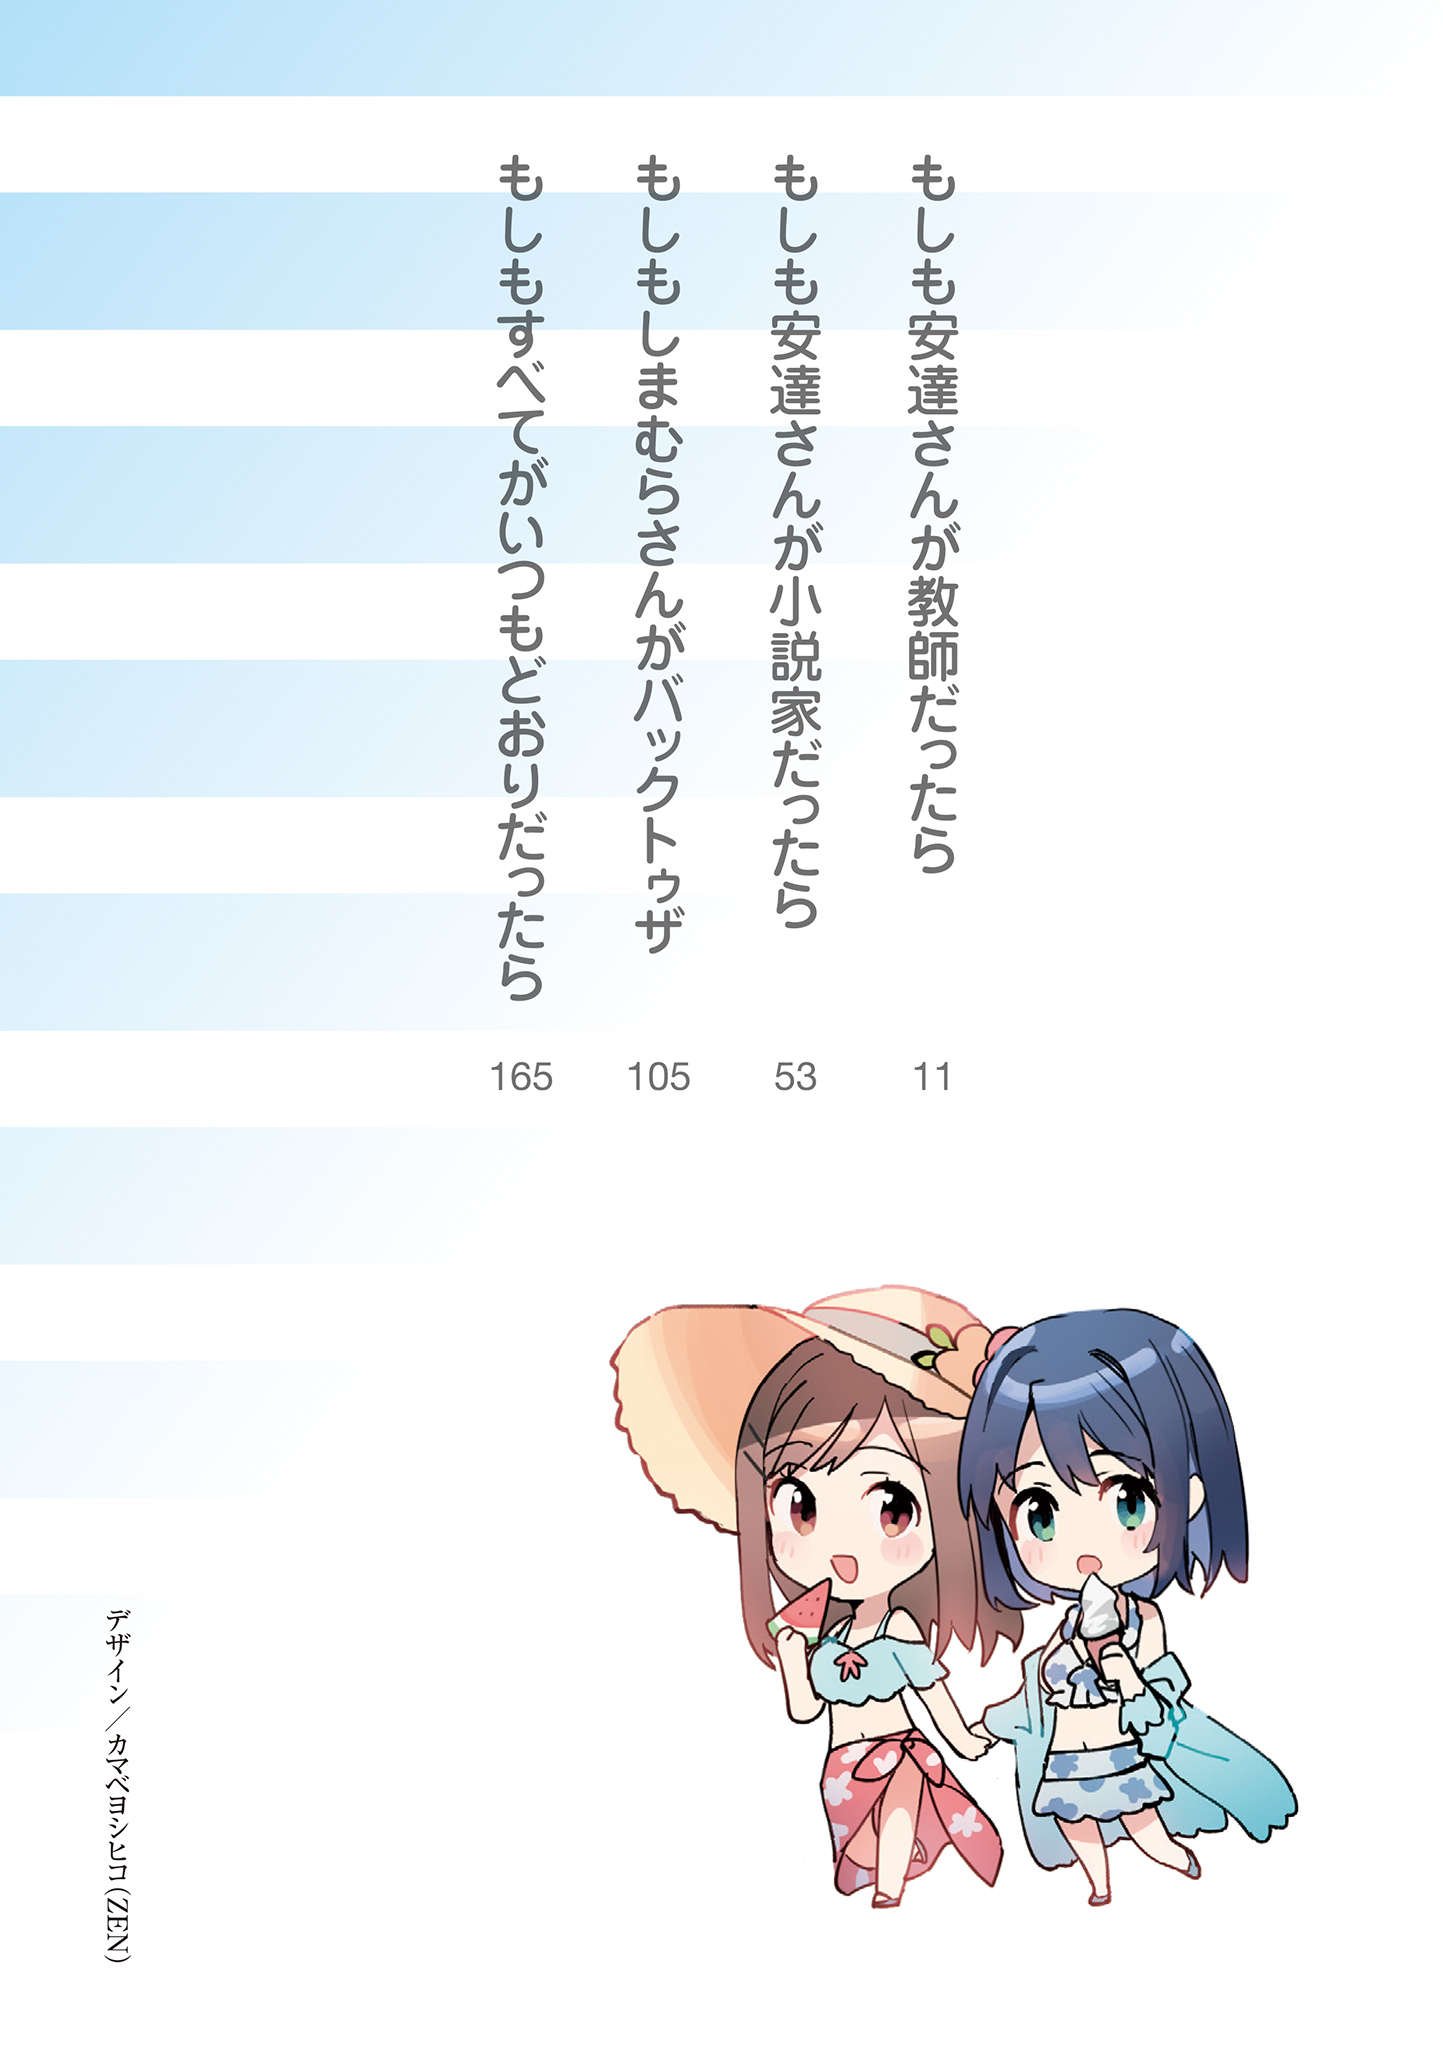 もしも安達さんが教師だったら
11
もしも安達さんが小説家だったら
53
もしもしまむらさんがバックトゥザ
105
もしもすべてがいつもどおりだったら
165
デザイン／カマベヨシヒコ(ZEN)